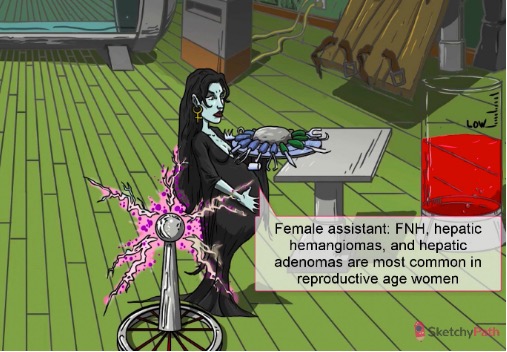 LOW
Female assistant: FNH, hepatic
hemangiomas, and hepatic
adenomas are most common in
reproductive age women
SketchyPath